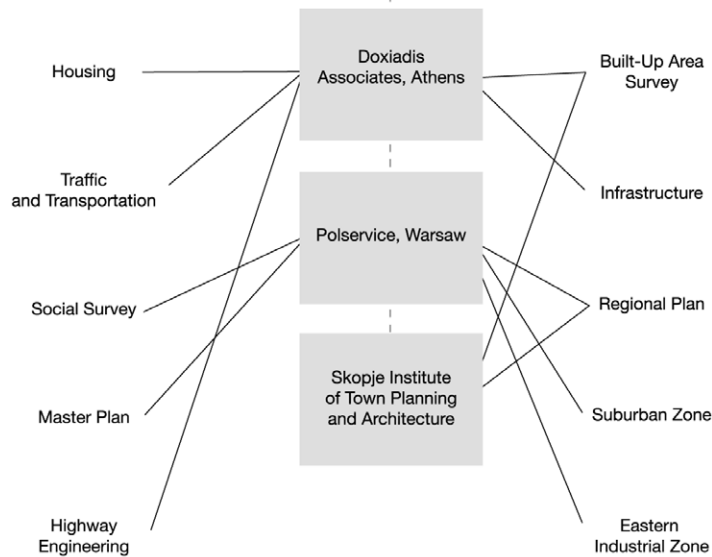 Housing
Traffic
and Transportation
Social Survey
Master Plan
Highway
Engineering
Doxiadis
Associates, Athens
Polservice, Warsaw
Skopje Institute
of Town Planning
and Architecture
Built-Up Area
Survey
Infrastructure
Regional Plan
Suburban Zone
Eastern
Industrial Zone